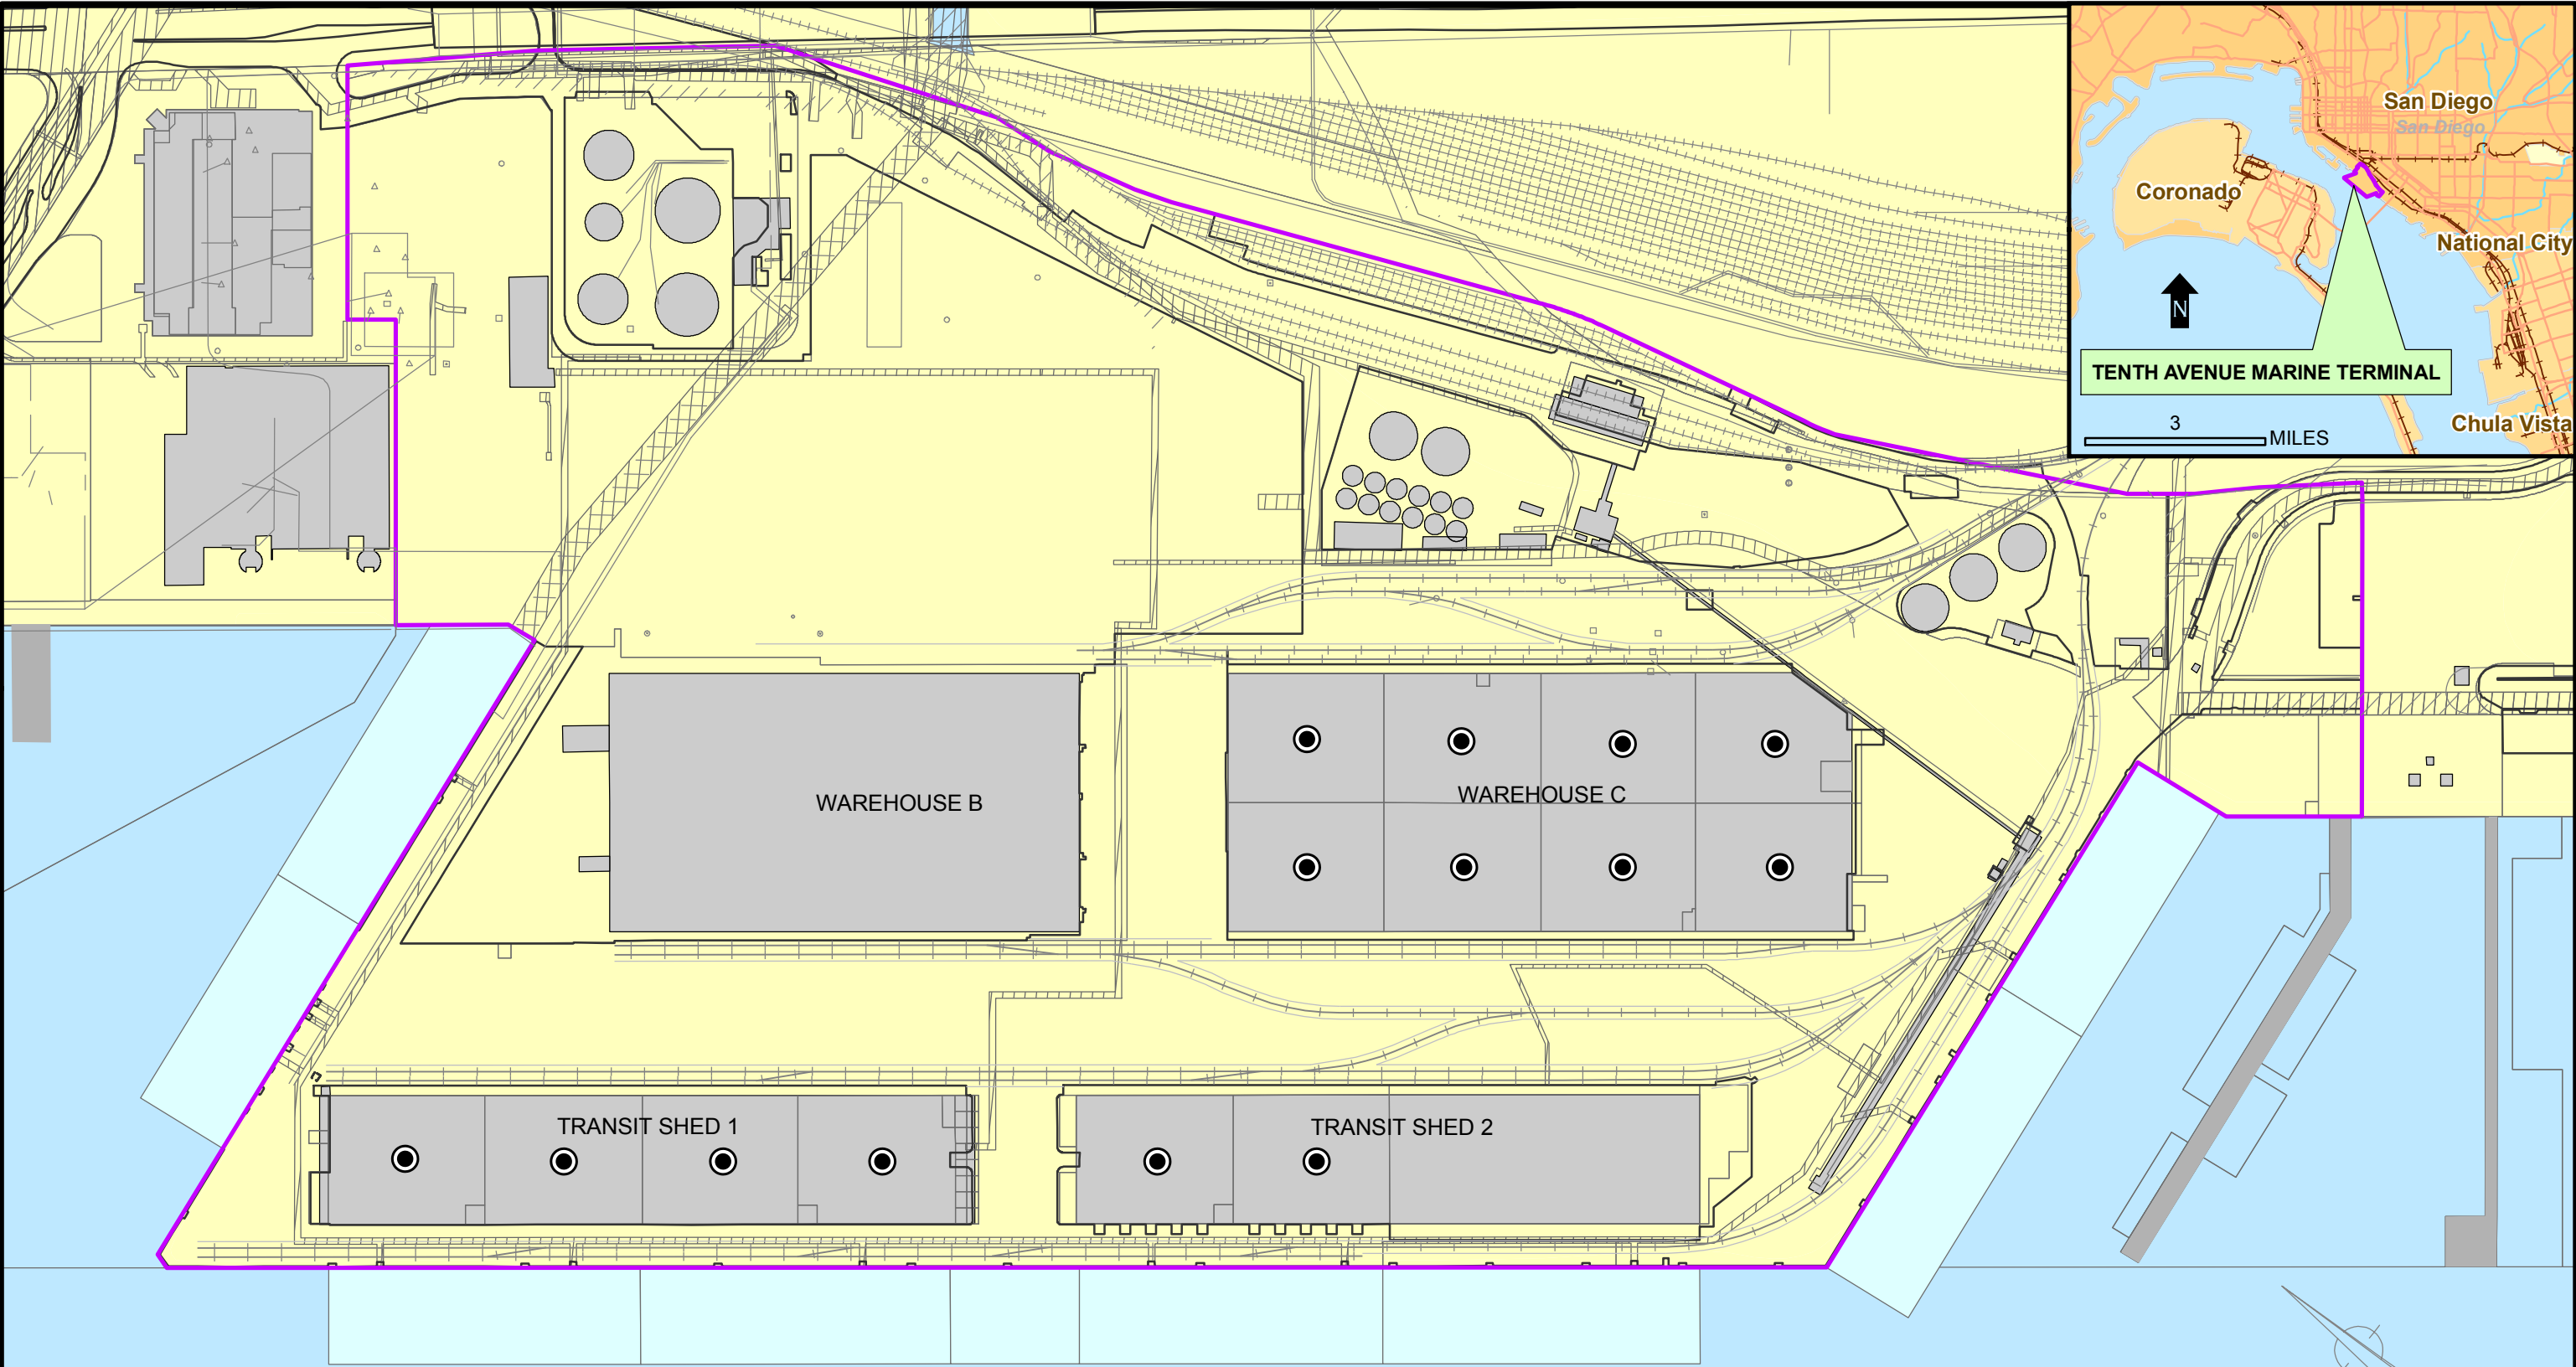 San Diego
San Diego
Coronado
National City
N
TENTH AVENUE MARINE TERMINAL
Chula Vista
3
MILES
WAREHOUSE B
WAREHOUSE C
TRANSIT SHED 1
TRANSIT SHED 2